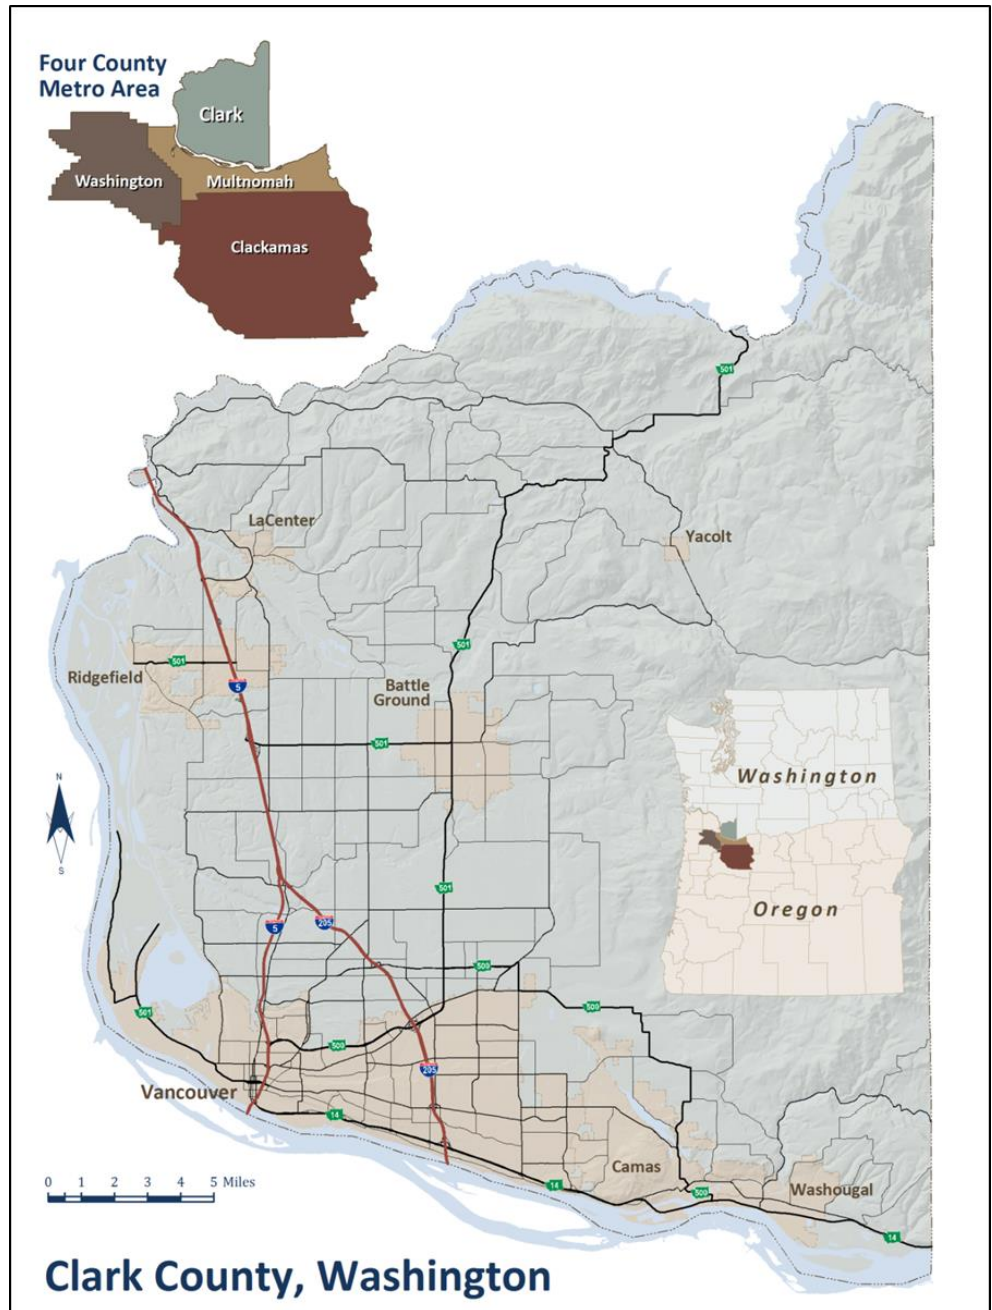 Four County
Metro Area
Clark
Washington
Multnomah
Clackamas
501
LaCenter
Yacolt
501
501
Ridgefield
5
Battle
Ground
501
Washington
N
S
501
Oregon
5
205
500
501
500
500
205
Vancouver
14
Camas
0 1 2 3 4 5 Miles
14
500
Washougal
14
Clark County, Washington